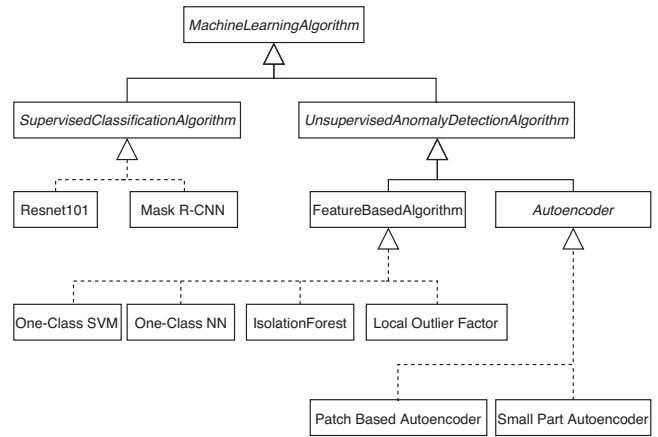 MachineLearningAlgorithm
SupervisedClassificationAlgorithm
UnsupervisedAnomalyDetectionAlgorithm
Resnet101
Mask R-CNN
FeatureBasedAlgorithm
Autoencoder
One-Class SVM
One-Class NN
IsolationForest
Local Outlier Factor
Patch Based Autoencoder
Small Part Autoencoder